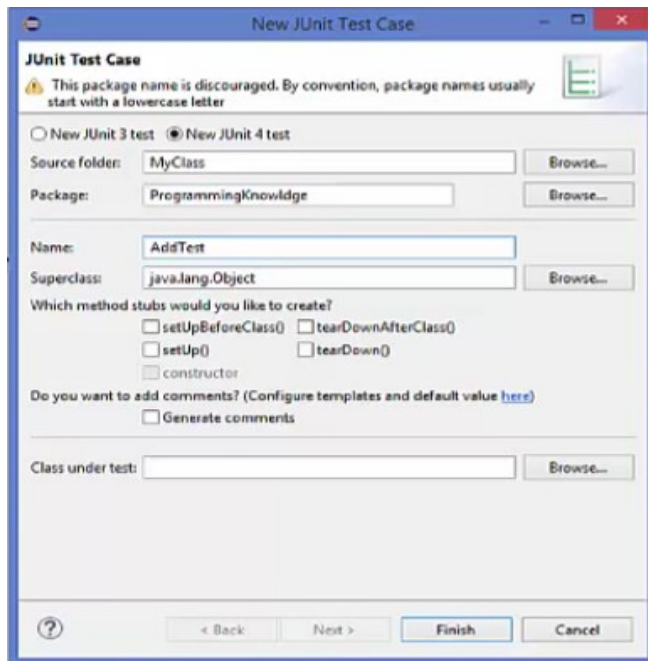 New JUnit Test Case
JUnit Test Case
This package name is discouraged. By convention, package names usually
start with a lowercase letter
New JUnit 3 test New JUnit 4 test
Source folder: MyClass Browse...
Package: ProgrammingKnowldge Browse...
Name: AddTest
Superclass: java.lang.Object Browse...
Which method stubs would you like to create?
setUpBeforeClass() tearDownAfterClass()
setUp() tearDown()
constructor
Do you want to add comments? (Configure templates and default value here)
Generate comments
Class under test: Browse...
? < Back Next > Finish Cancel